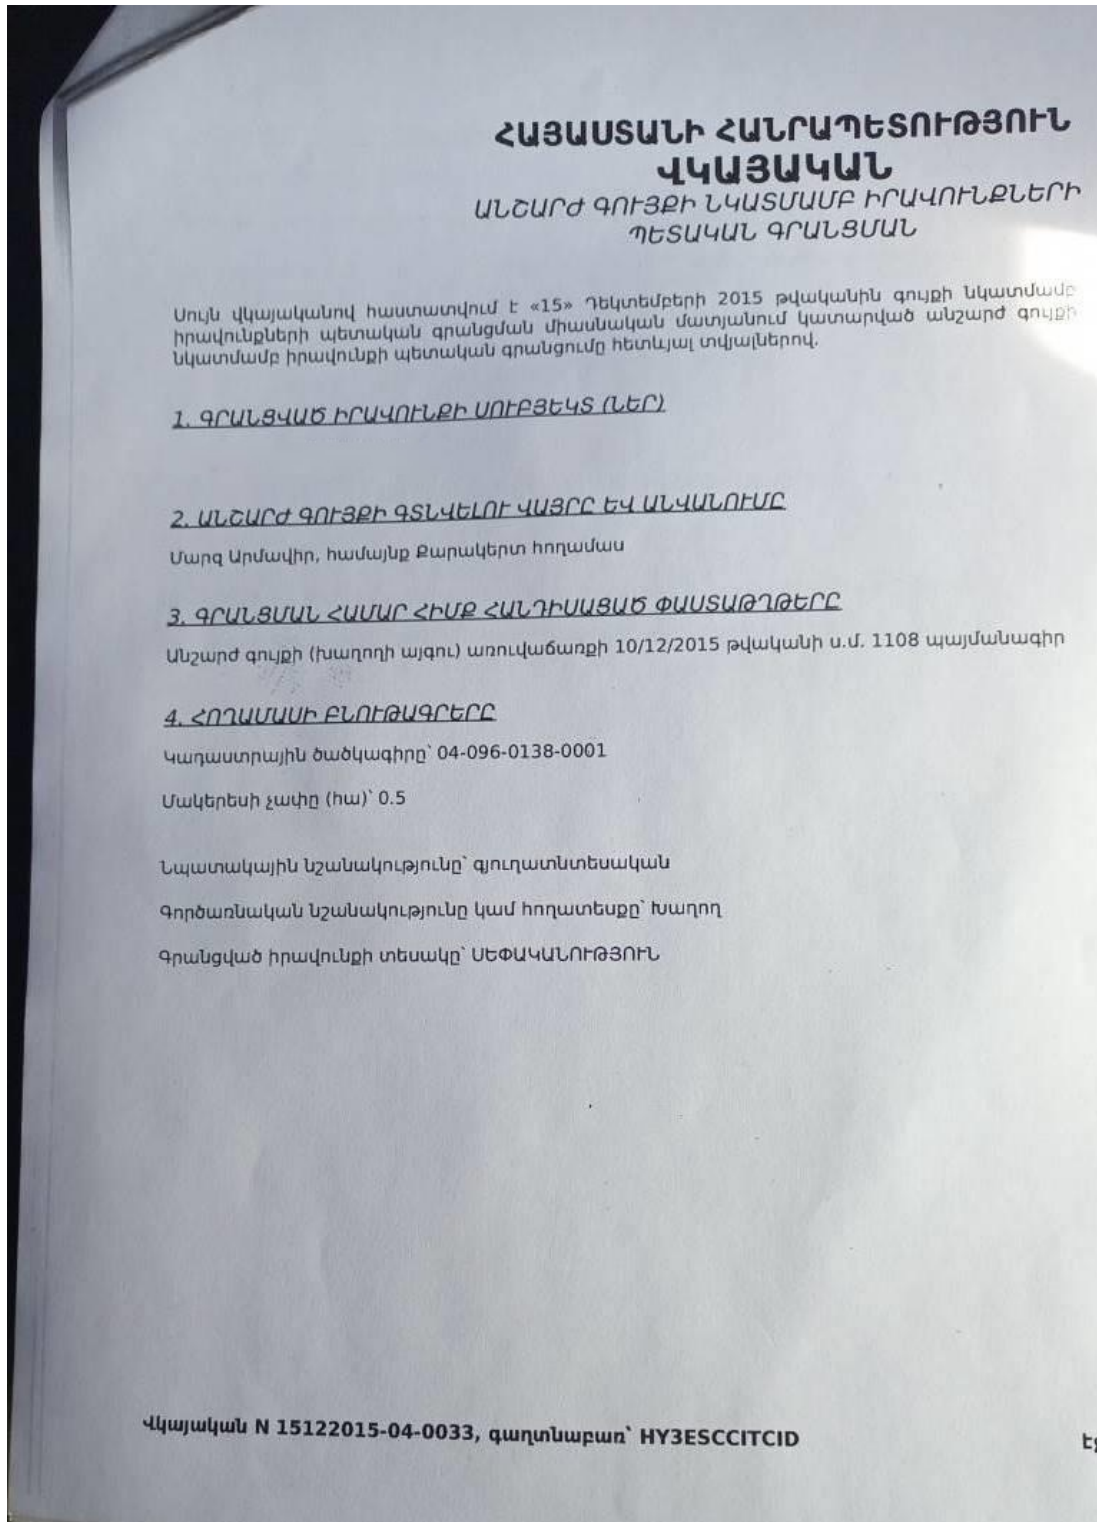 ՀԱՅԱՍՏԱՆԻ ՀԱՆՐԱՊԵՏՈՒԹՅՈՒՆ
ՎԿԱՅԱԿԱՆ
ԱՆՇԱՐԺ ԳՈՒՅՔԻ ՆԿԱՏՄԱՄԲ ԻՐԱՎՈՒՆՔՆԵՐԻ
ՊԵՏԱԿԱՆ ԳՐԱՆՑՄԱՆ
Սույն վկայականով հաստատվում է «15» Դեկտեմբերի 2015 թվականին գույքի նկատմամբ
իրավունքների պետական գրանցման միասնական մատյանում կատարված անշարժ գույքի
նկատմամբ իրավունքի պետական գրանցումը հետևյալ տվյալներով.
1. ԳՐԱՆՑՎԱԾ ԻՐԱՎՈՒՆՔԻ ՍՈՒԲՅԵԿՏ (ՆԵՐ)
2. ԱՆՇԱՐԺ ԳՈՒՅՔԻ ԳՏՆՎԵԼՈՒ ՎԱՅՐԸ ԵՎ ԱՆՎԱՆՈՒՄԸ
Մարզ Արմավիր, համայնք Քարակերտ հողամաս
3. ԳՐԱՆՑՄԱՆ ՀԱՄԱՐ ՀԻՄՔ ՀԱՆԴԻՍԱՑԱԾ ՓԱՍՏԱԹՂԹԵՐԸ
Անշարժ գույքի (խաղողի այգու) առուվաճառքի 10/12/2015 թվականի ս.մ. 1108 պայմանագիր
4. ՀՈՂԱՄԱՍԻ ԲՆՈՒԹԱԳՐԵՐԸ
Կադաստրային ծածկագիրը՝ 04-096-0138-0001
Մակերեսի չափը (հա)՝ 0.5
Նպատակային նշանակությունը՝ գյուղատնտեսական
Գործառնական նշանակությունը կամ հողատեսքը՝ Խաղող
Գրանցված իրավունքի տեսակը՝ ՍԵՓԱԿԱՆՈՒԹՅՈՒՆ
Վկայական N 15122015-04-0033, գաղտնաբառ՝ HY3ESCCITCID